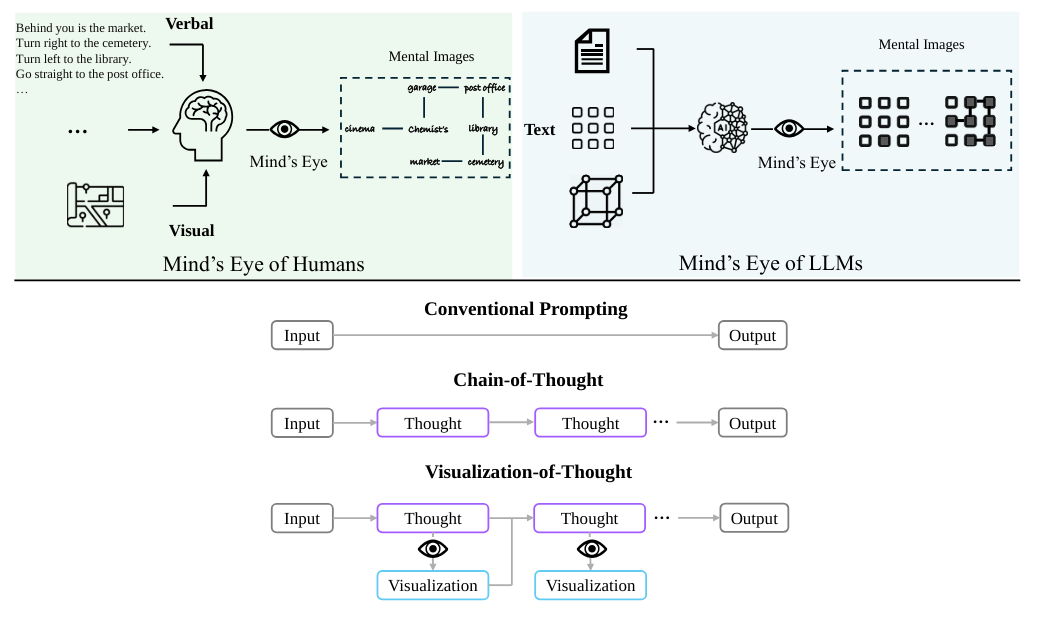 Behind you is the market.
Turn right to the cemetery.
Turn left to the library.
Go straight to the post office.
…
Verbal
...
Visual
Mind's Eye
Mental Images
garage post office
cinema Chemist's library
market cemetery
Mind's Eye of Humans
Text
AI
Mind's Eye
Mental Images
...
Mind's Eye of LLMs
Conventional Prompting
Input Output
Chain-of-Thought
Input Thought Thought ... Output
Visualization-of-Thought
Input Thought Thought ... Output
Visualization Visualization